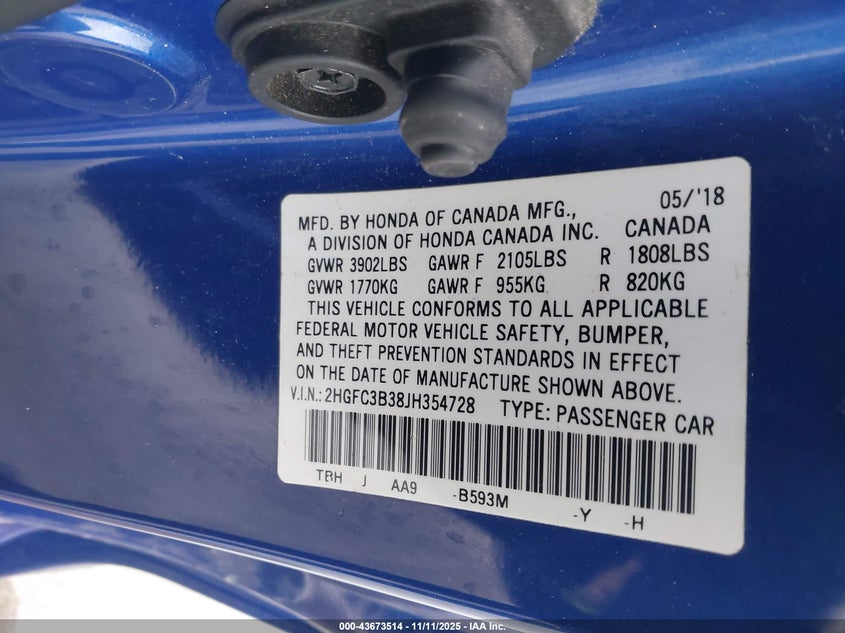 05/'18
MFD. BY HONDA OF CANADA MFG.,
A DIVISION OF HONDA CANADA INC. CANADA
GVWR 3902LBS GAWR F 2105LBS R 1808LBS
GVWR 1770KG GAWR F 955KG R 820KG
THIS VEHICLE CONFORMS TO ALL APPLICABLE
FEDERAL MOTOR VEHICLE SAFETY, BUMPER,
AND THEFT PREVENTION STANDARDS IN EFFECT
ON THE DATE OF MANUFACTURE SHOWN ABOVE.
V.I.N.: 2HGFC3B38JH354728 TYPE: PASSENGER CAR
TBH J AA9 -B593M -Y -H
000-43673514 - 11/11/2025 - IAA Inc.